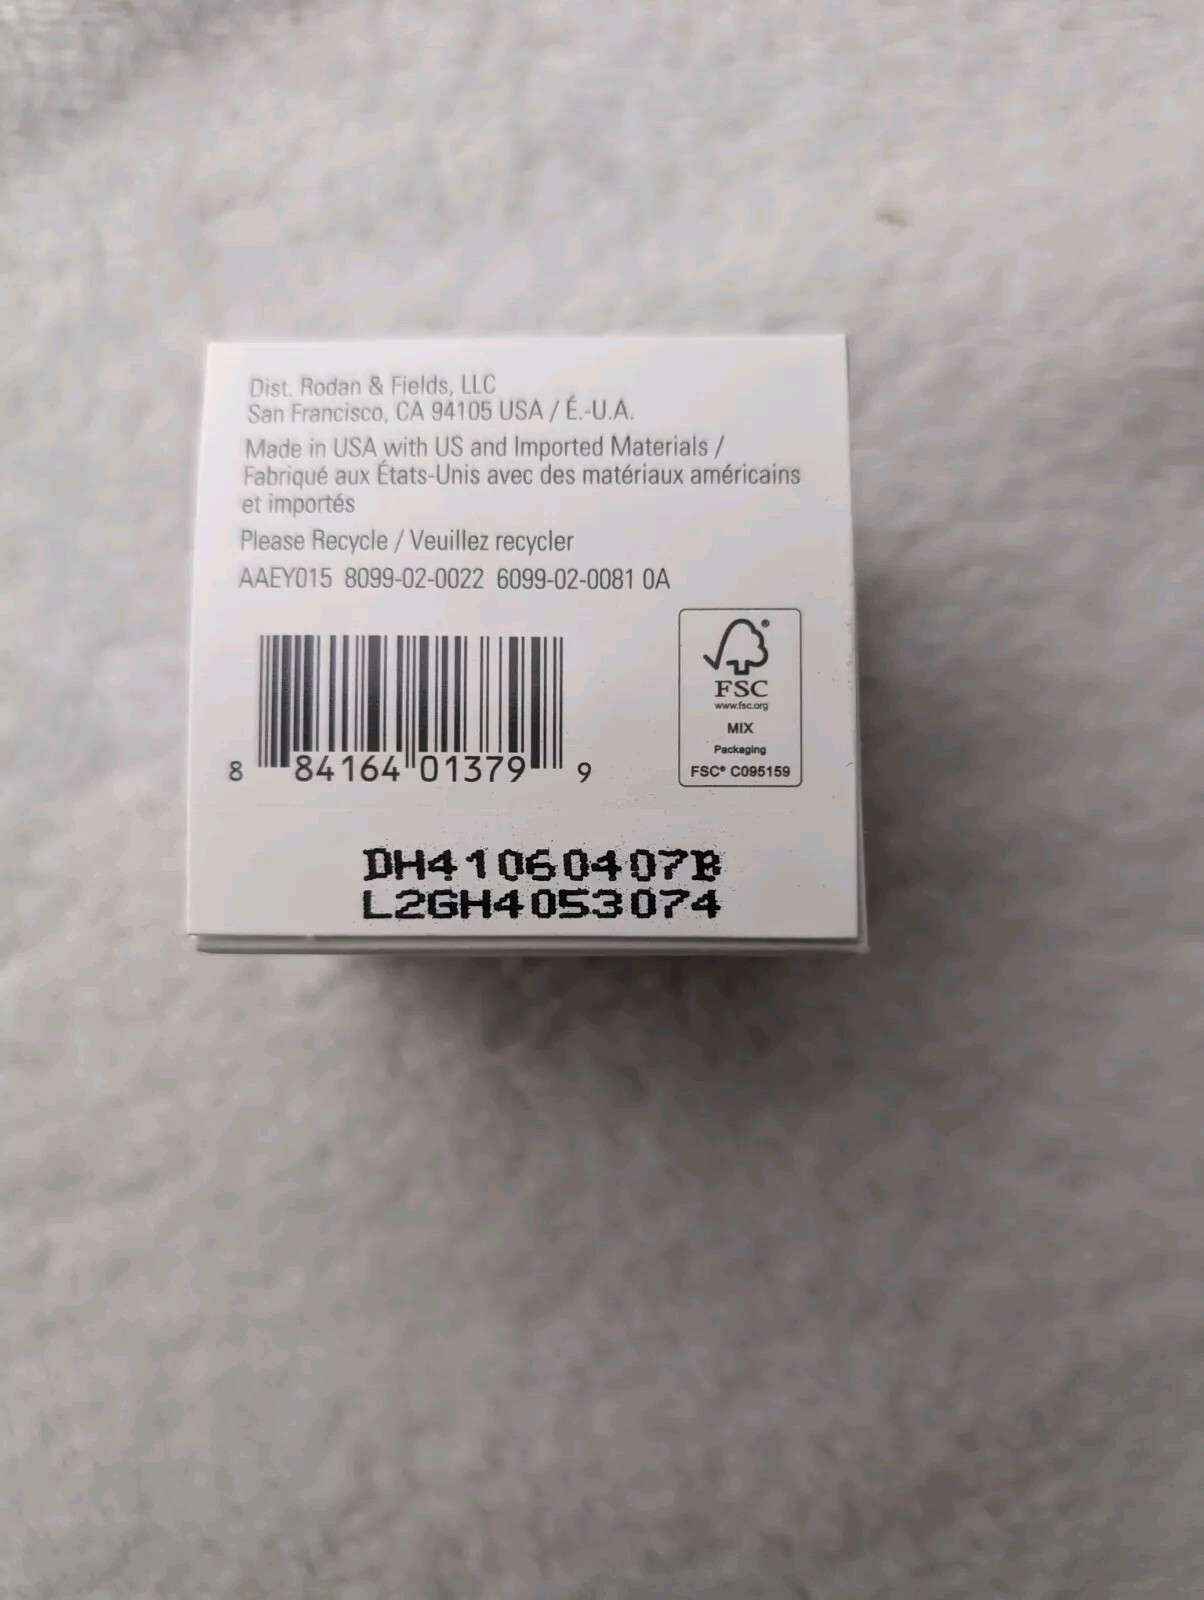 Dist. Rodan & Fields, LLC
San Francisco, CA 94105 USA / É.-U.A.
Made in USA with US and Imported Materials /
Fabriqué aux États-Unis avec des matériaux américains
et importés
Please Recycle / Veuillez recycler
AAEY015 8099-02-0022 6099-02-0081 0A
8 84164 01379 9
FSC
www.fsc.org
MIX
Packaging
FSC® C095159
DH41060407B
L2GH4053074